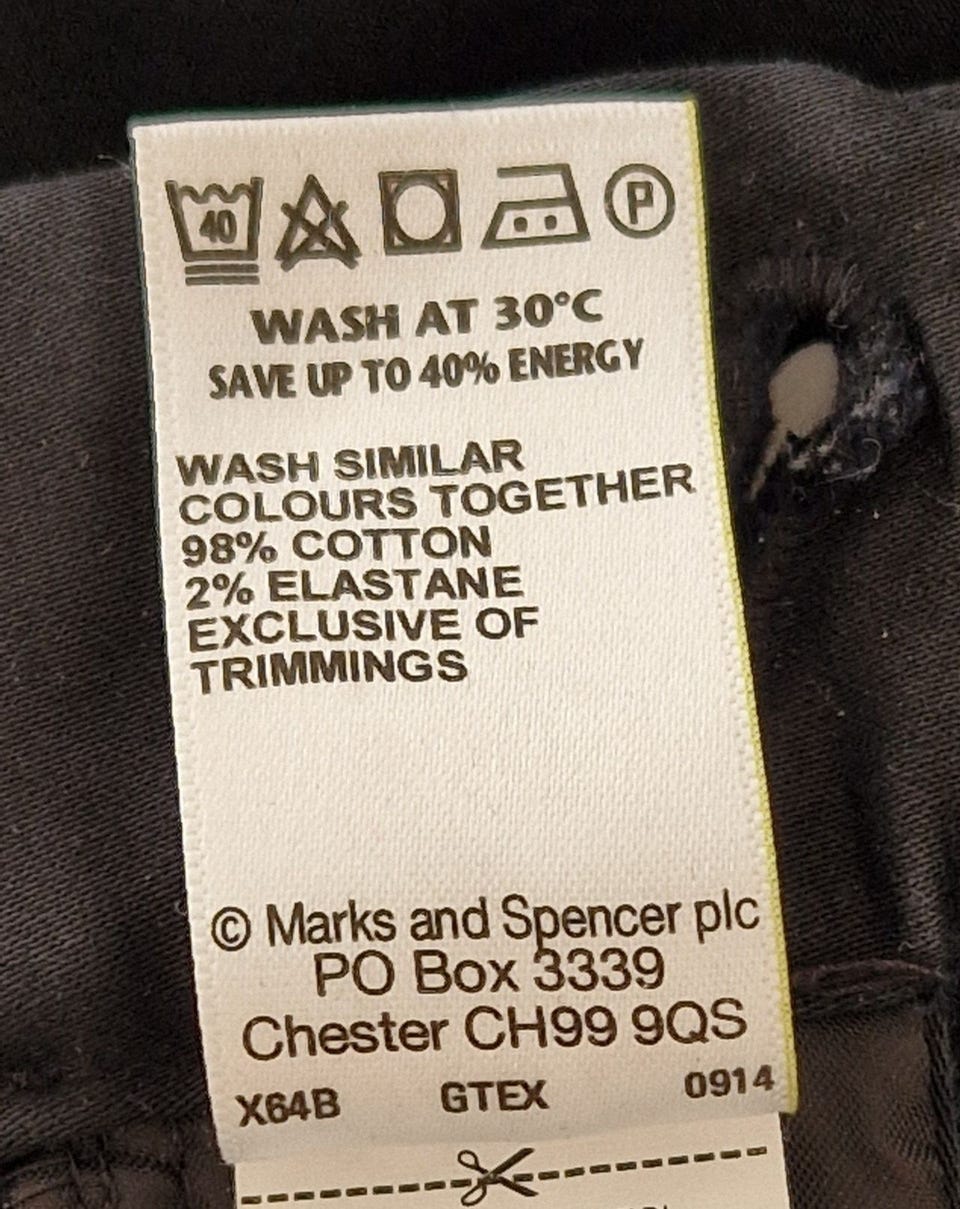 40
P
WASH AT 30°C
SAVE UP TO 40% ENERGY
WASH SIMILAR
COLOURS TOGETHER
98% COTTON
2% ELASTANE
EXCLUSIVE OF
TRIMMINGS
© Marks and Spencer plc
PO Box 3339
Chester CH99 9QS
X64B GTEX 0914